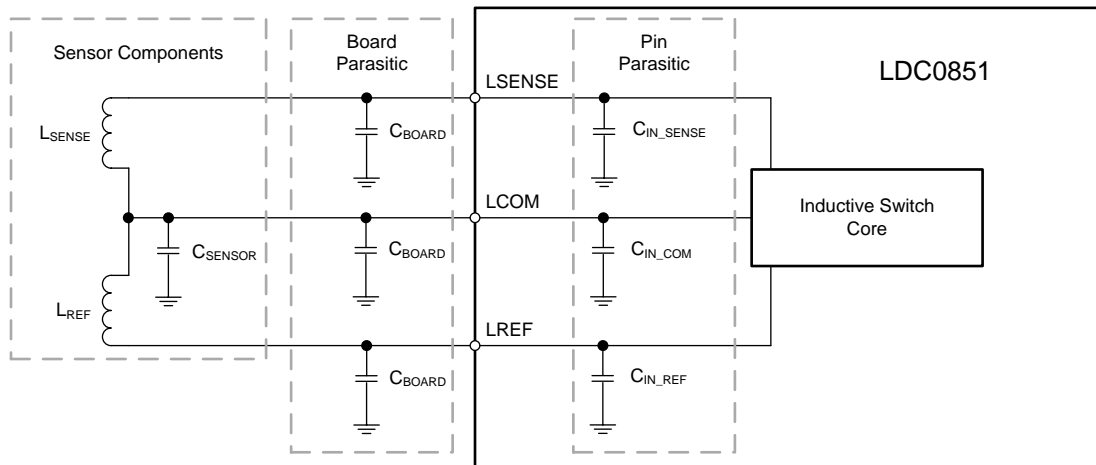 Sensor Components
Board
Parasitic
Pin
Parasitic
LDC0851
LSENSE
LSENSE
CBOARD
CIN_SENSE
LCOM
Inductive Switch
Core
CSENSOR
CBOARD
CIN_COM
LREF
LREF
CBOARD
CIN_REF